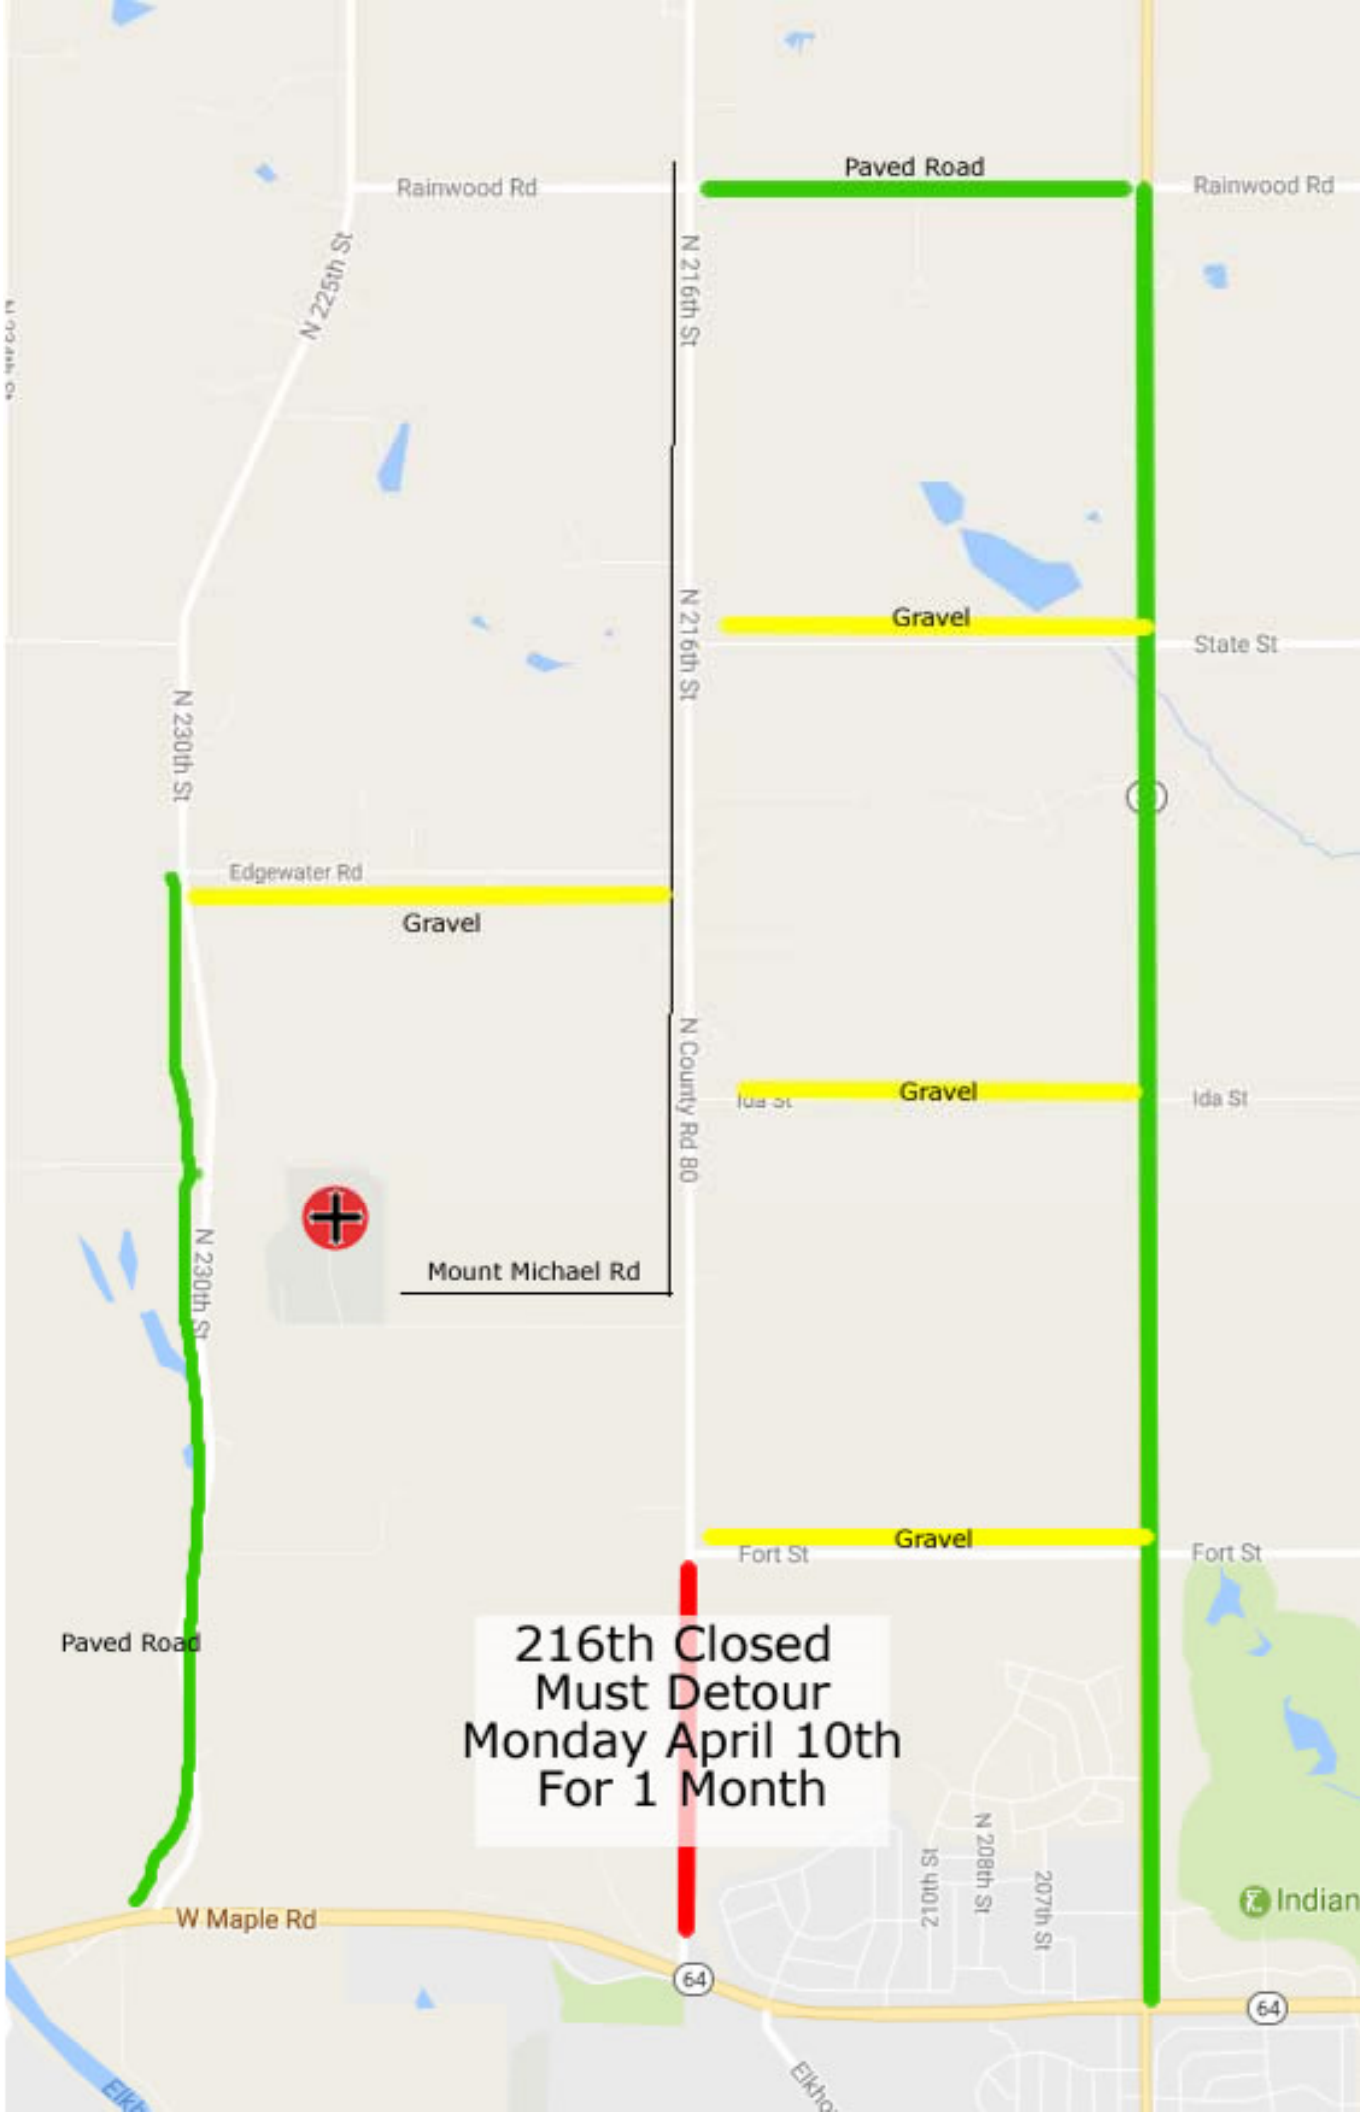 Paved Road
Rainwood Rd
Rainwood Rd
N 216th St
N 225th St
Gravel
N 216th St
State St
N 230th St
Edgewater Rd
Gravel
N County Rd 80
Gravel
Ida St
Ida St
N 230th St
Mount Michael Rd
Gravel
Fort St
Fort St
Paved Road
216th Closed
Must Detour
Monday April 10th
For 1 Month
210th St
N 208th St
207th St
Indian
W Maple Rd
64
64